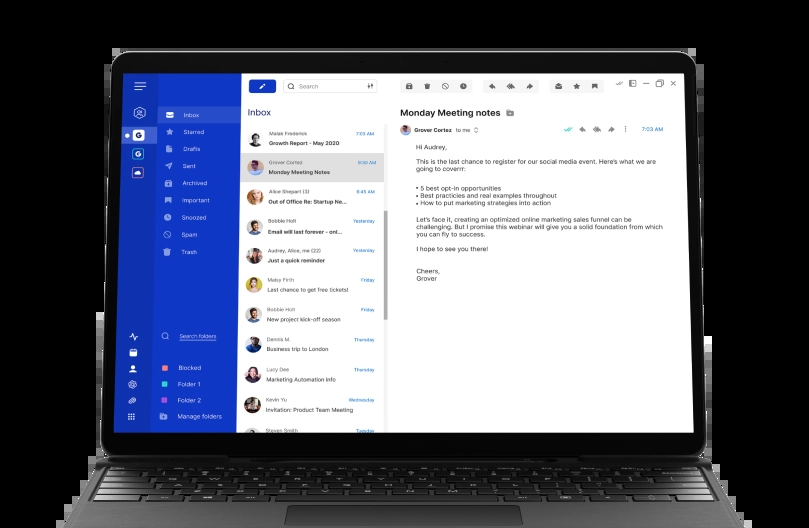 Search
Inbox
Starred
Drafts
Sent
Archived
Important
Snoozed
Spam
Trash
Search folders
Blocked
Folder 1
Folder 2
Manage folders
Inbox
Malak Frederick 7:03 AM
Growth Report - May 2020
Grover Cortez 9:30 AM
Monday Meeting Notes
Alice Shepart (3) 8:45 AM
Out of Office Re: Startup Ne...
Bobbie Holt Yesterday
Email will last forever - onl...
Audrey, Alice, me (22) Yesterday
Just a quick reminder
Maisy Firth Friday
Last chance to get free tickets!
Bobbie Holt Friday
New project kick-off season
Dennis M. Thursday
Business trip to London
Lucy Dee Thursday
Marketing Automation Info
Kevin Yu Wednesday
Invitation: Product Team Meeting
Steven Smith Tuesday
Monday Meeting notes
Grover Cortez to me 7:03 AM
Hi Audrey,
This is the last chance to register for our social media event. Here's what we are
going to coverrr:
• 5 best opt-in opportunities
• Best practicies and real examples throughout
• How to put marketing strategies into action
Let's face it, creating an optimized online marketing sales funnel can be
challenging. But I promise this webinar will give you a solid foundation from which
you can fly to success.
I hope to see you there!
Cheers,
Grover